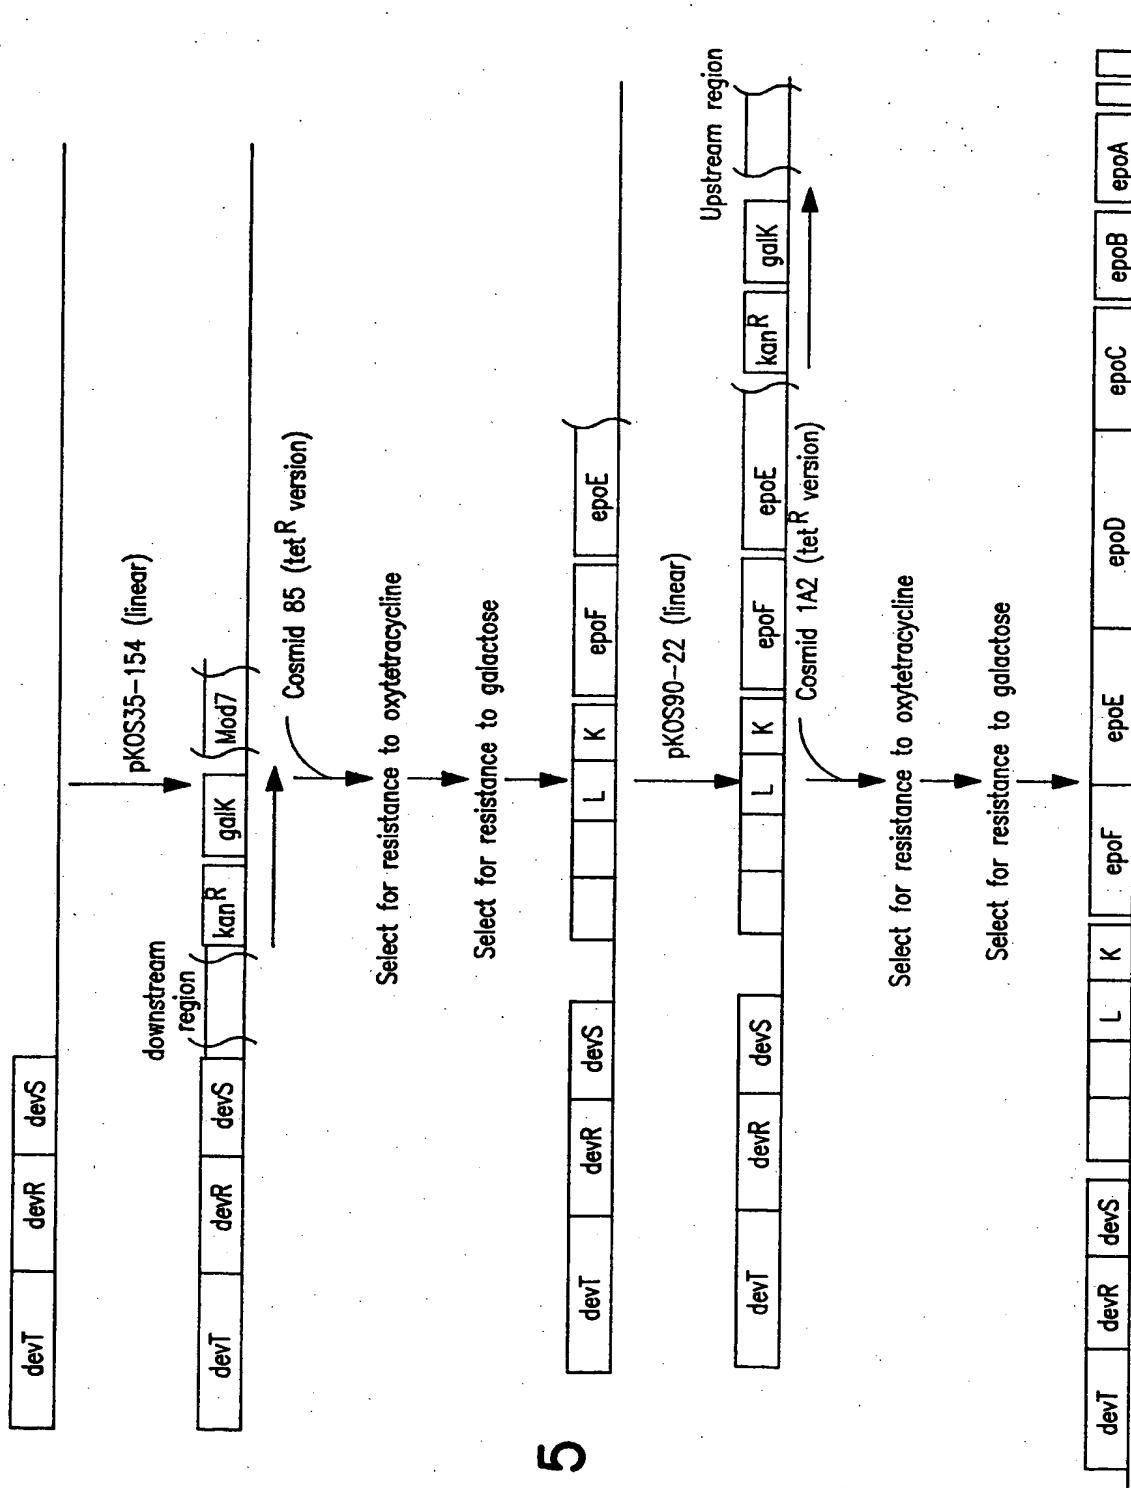 devT devR devS
pKOS35-154 (linear)
downstream
region
devT devR devS kanR galK Mod7
Cosmid 85 (tetR version)
Select for resistance to oxytetracycline
Select for resistance to galactose
devT devR devS L K epoF epoE
pKOS90-22 (linear)
Upstream region
devT devR devS L K epoF epoE kanR galK
Cosmid 1A2 (tetR version)
Select for resistance to oxytetracycline
Select for resistance to galactose
devT devR devS L K epoF epoE epoD epoC epoB epoA
5